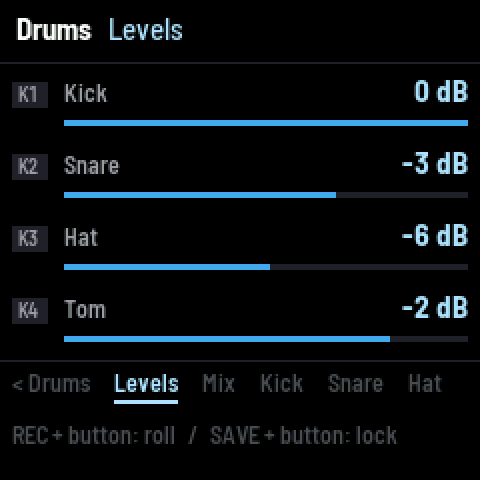 Drums Levels
K1 Kick 0 dB
K2 Snare -3 dB
K3 Hat -6 dB
K4 Tom -2 dB
< Drums Levels Mix Kick Snare Hat
REC + button: roll / SAVE + button: lock